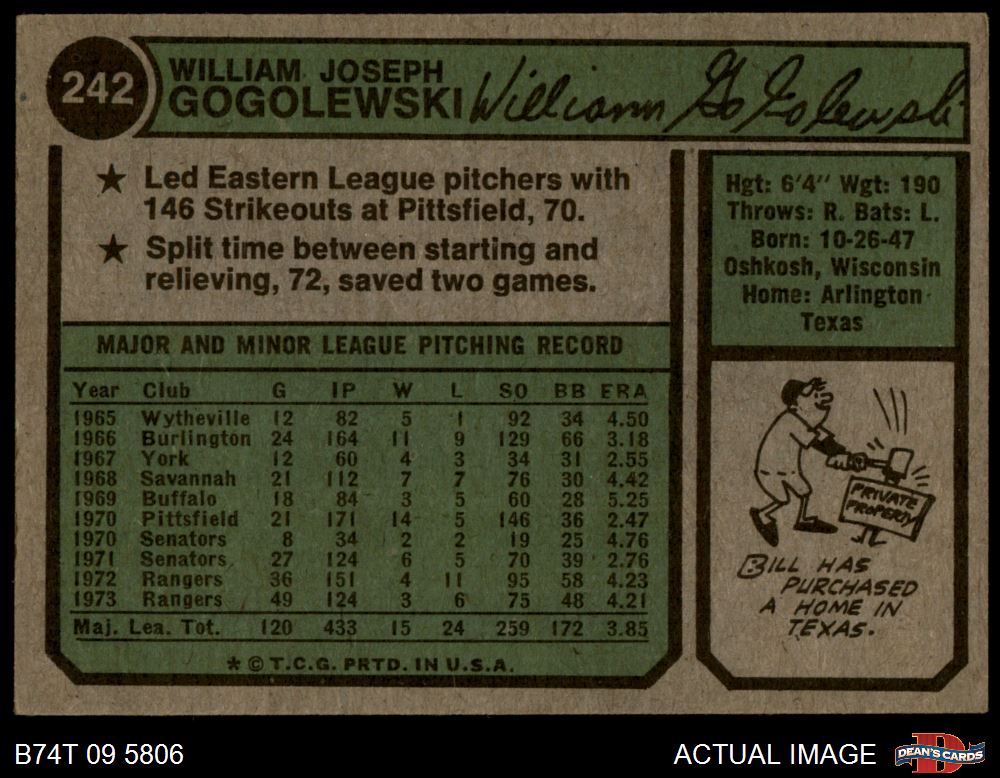 242
WILLIAM JOSEPH
GOGOLEWSKI William GoGolewski
★ Led Eastern League pitchers with
146 Strikeouts at Pittsfield, 70.
★ Split time between starting and
relieving, 72, saved two games.
Hgt: 6'4" Wgt: 190
Throws: R. Bats: L.
Born: 10-26-47
Oshkosh, Wisconsin
Home: Arlington
Texas
MAJOR AND MINOR LEAGUE PITCHING RECORD
Year Club G IP W L SO BB ERA
1965 Wytheville 12 82 5 1 92 34 4.50
1966 Burlington 24 164 11 9 129 66 3.18
1967 York 12 60 4 3 34 31 2.55
1968 Savannah 21 112 7 7 76 30 4.42
1969 Buffalo 18 84 3 5 60 28 5.25
1970 Pittsfield 21 171 14 5 146 36 2.47
1970 Senators 8 34 2 2 19 25 4.76
1971 Senators 27 124 6 5 70 39 2.76
1972 Rangers 36 151 4 11 95 58 4.23
1973 Rangers 49 124 3 6 75 48 4.21
Maj. Lea. Tot. 120 433 15 24 259 172 3.85
* © T.C.G. PRTD. IN U.S.A.
PRIVATE
PROPERTY
BILL HAS
PURCHASED
A HOME IN
TEXAS.
B74T 09 5806
ACTUAL IMAGE
DEAN'S CARDS